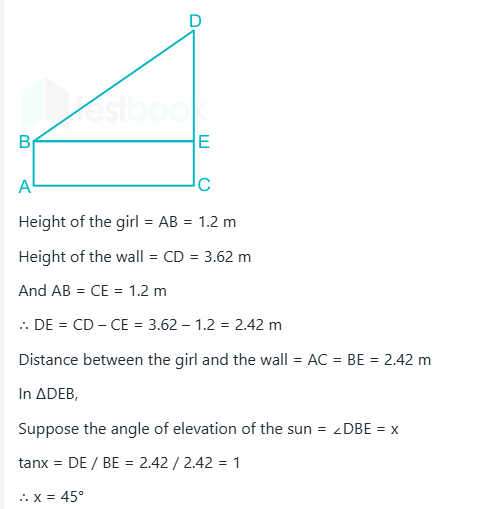 D
testbook
B
E
A
C
Height of the girl = AB = 1.2 m
Height of the wall = CD = 3.62 m
And AB = CE = 1.2 m
∴ DE = CD – CE = 3.62 – 1.2 = 2.42 m
Distance between the girl and the wall = AC = BE = 2.42 m
In ΔDEB,
Suppose the angle of elevation of the sun = ∠DBE = x
tanx = DE / BE = 2.42 / 2.42 = 1
∴ x = 45°